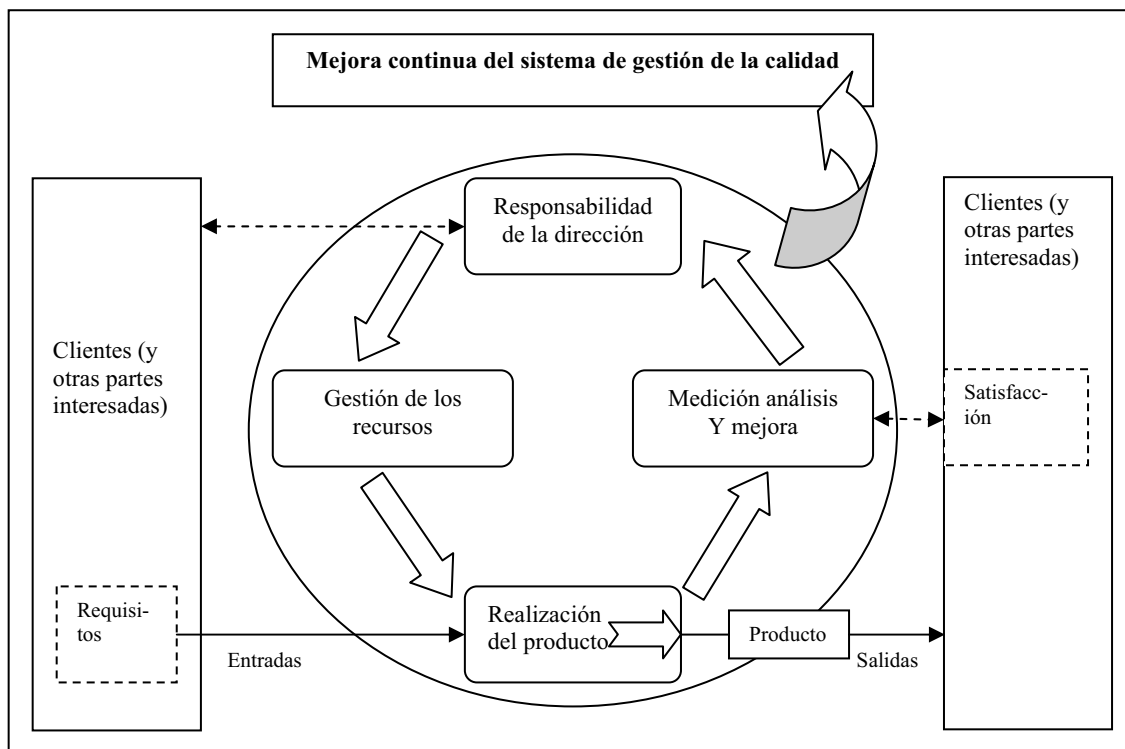 Mejora continua del sistema de gestión de la calidad
Responsabilidad
de la dirección
Clientes (y
otras partes
interesadas)
Clientes (y
otras partes
interesadas)
Gestión de los
recursos
Medición análisis
Y mejora
Satisfacc-
ión
Requisi-
tos
Entradas
Realización
del producto
Producto
Salidas